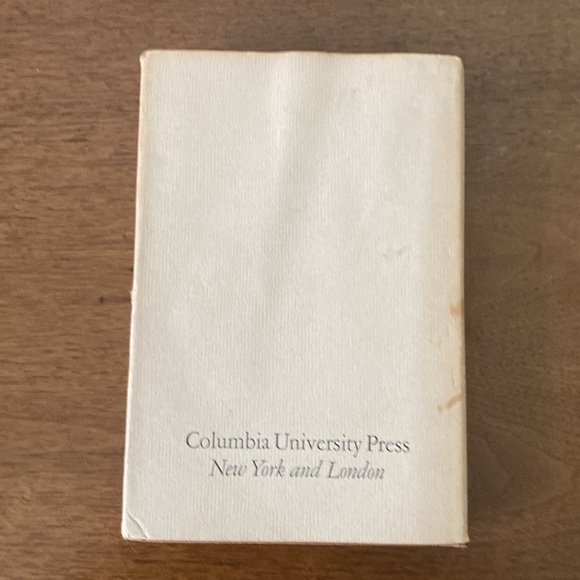 Columbia University Press
New York and London